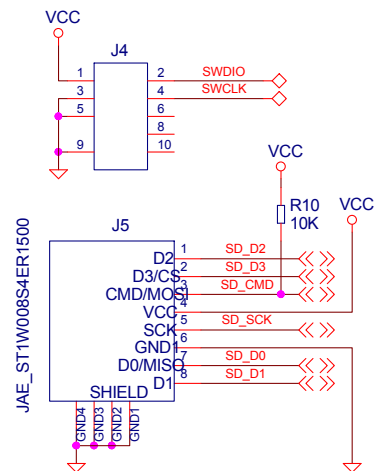 VCC
J4
1 2 SWDIO
3 4 SWCLK
5 6
8
9 10
VCC
R10
10K
VCC
J5
JAE_ST1W008S4ER1500
D2 1 SD_D2
D3/CS 2 SD_D3
CMD/MOSI 3 SD_CMD
VCC 4
SCK 5 SD_SCK
GND1 6
D0/MISO 7 SD_D0
D1 8 SD_D1
SHIELD
GND4
GND3
GND2
GND1